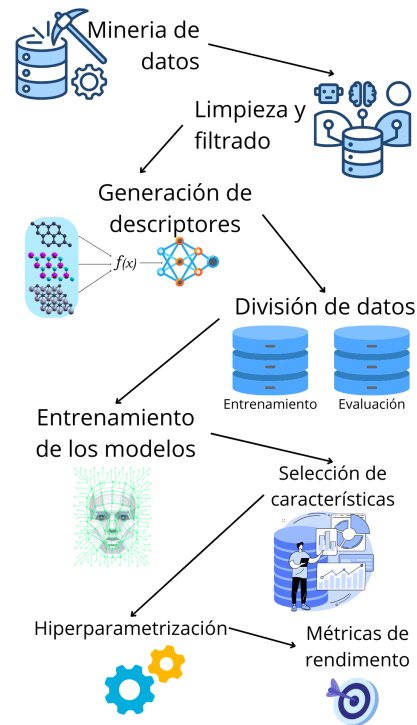 Mineria de
datos
Limpieza y
filtrado
Generación de
descriptores
f(x)
División de datos
Entrenamiento
Evaluación
Entrenamiento
de los modelos
Selección de
características
Hiperparametrización
Métricas de
rendimiento